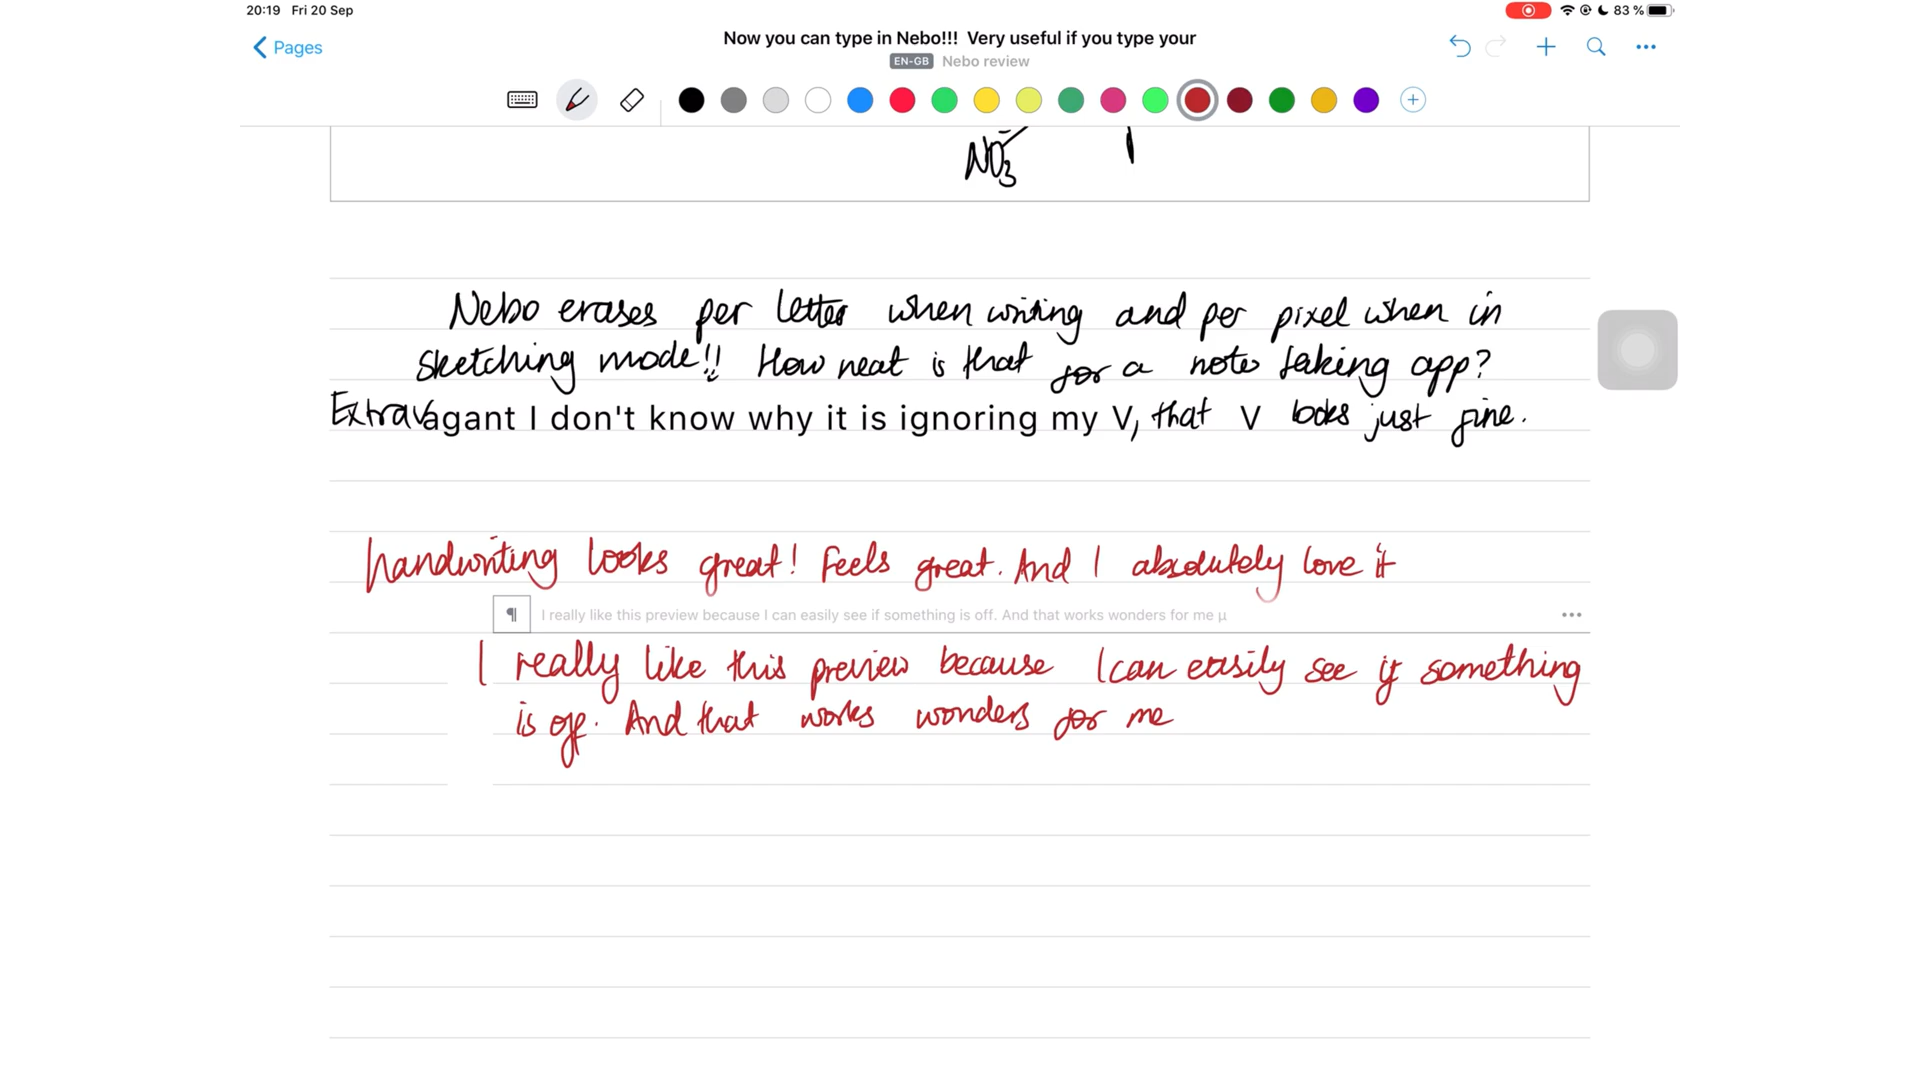 20:19 Fri 20 Sep
83 %
Pages
Now you can type in Nebo!!! Very useful if you type your
EN-GB Nebo review
NO3-
Nebo erases per letter when writing and per pixel when in
sketching mode!! How neat is that for a note taking app?
Extravagant I don't know why it is ignoring my V, that V looks just fine.
handwriting looks great! Feels great. And I absolutely love it
¶ I really like this preview because I can easily see if something is off. And that works wonders for me µ
I really like this preview because I can easily see if something
is off. And that works wonders for me